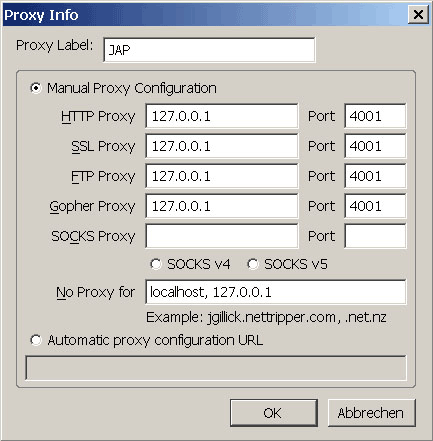 Proxy Info
Proxy Label: JAP
Manual Proxy Configuration
HTTP Proxy 127.0.0.1 Port 4001
SSL Proxy 127.0.0.1 Port 4001
FTP Proxy 127.0.0.1 Port 4001
Gopher Proxy 127.0.0.1 Port 4001
SOCKS Proxy Port
SOCKS v4 SOCKS v5
No Proxy for localhost, 127.0.0.1
Example: jgillick.nettripper.com, .net.nz
Automatic proxy configuration URL
OK Abbrechen